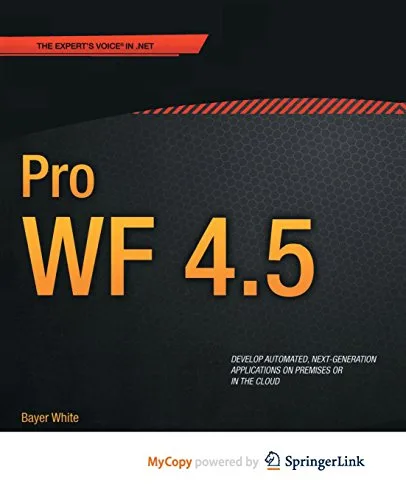 THE EXPERT'S VOICE® IN .NET
Pro
WF 4.5
DEVELOP AUTOMATED, NEXT-GENERATION
APPLICATIONS ON PREMISES OR
IN THE CLOUD
Bayer White
MyCopy powered by SpringerLink